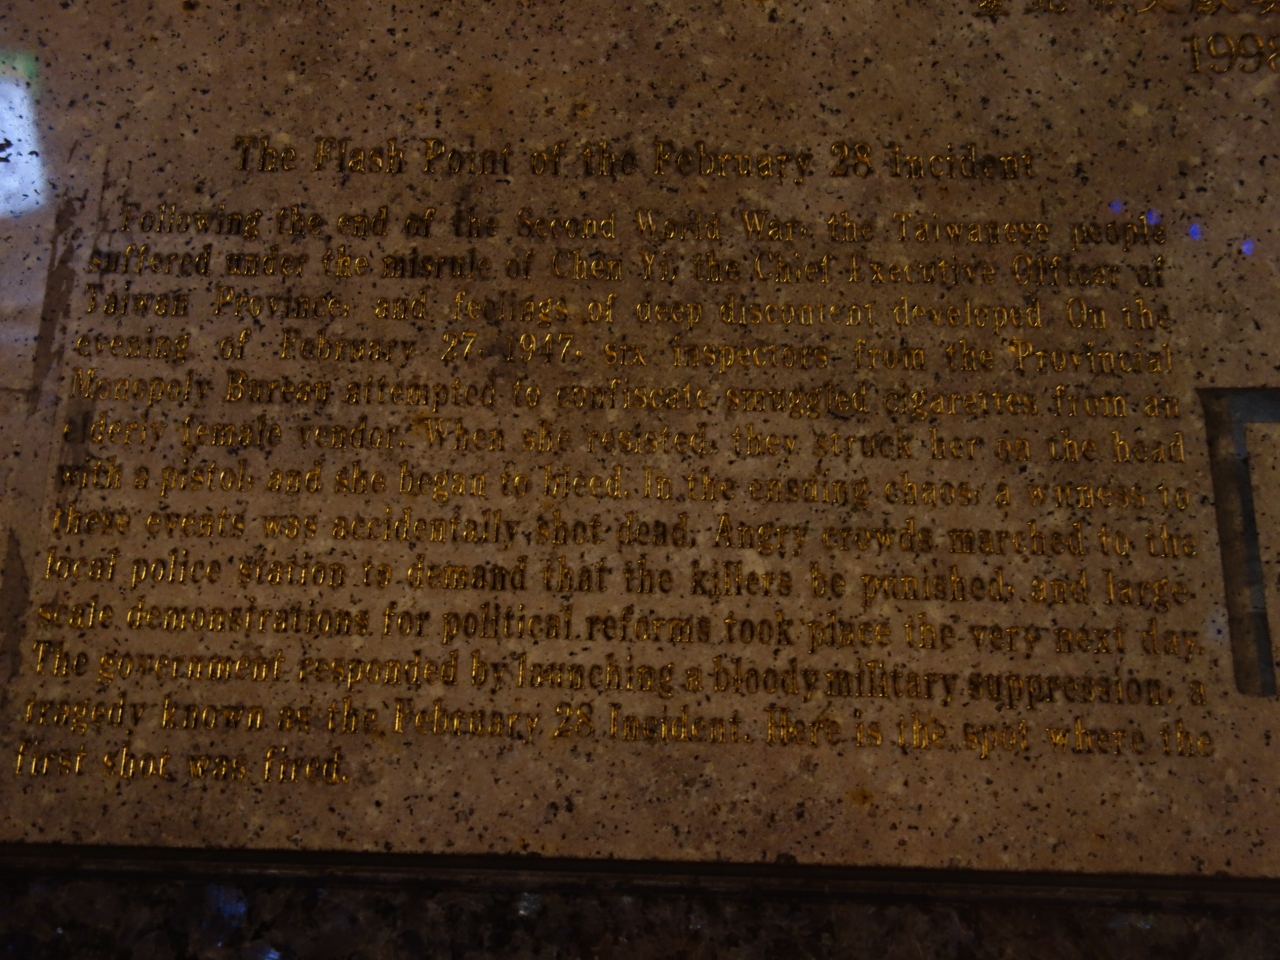 1998
The Flash Point of the February 28 Incident
Following the end of the Second World War, the Taiwanese people
suffered under the misrule of Chen Yi, the Chief Executive Officer of
Taiwan Province, and feelings of deep discontent developed. On the
evening of February 27, 1947, six inspectors from the Provincial
Monopoly Bureau attempted to confiscate smuggled cigarettes from an
elderly female vendor. When she resisted, they struck her on the head
with a pistol, and she began to bleed. In the ensuing chaos, a witness to
these events was accidentally shot dead. Angry crowds marched to the
local police station to demand that the killers be punished, and large-
scale demonstrations for political reforms took place the very next day.
The government responded by launching a bloody military suppression, a
tragedy known as the February 28 Incident. Here is the spot where the
first shot was fired.